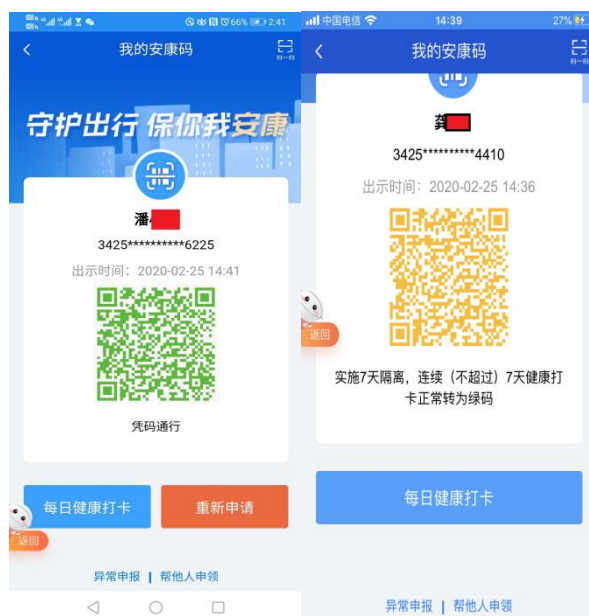 66% 2:41
我的安康码
扫一扫
守护出行 保你我安康
潘
3425**********6225
出示时间：2020-02-25 14:41
凭码通行
每日健康打卡
重新申请
返回
异常申报 | 帮他人申领
中国电信 14:39 27%
我的安康码
扫一扫
龚
3425**********4410
出示时间：2020-02-25 14:36
返回
实施7天隔离，连续（不超过）7天健康打
卡正常转为绿码
每日健康打卡
异常申报 | 帮他人申领